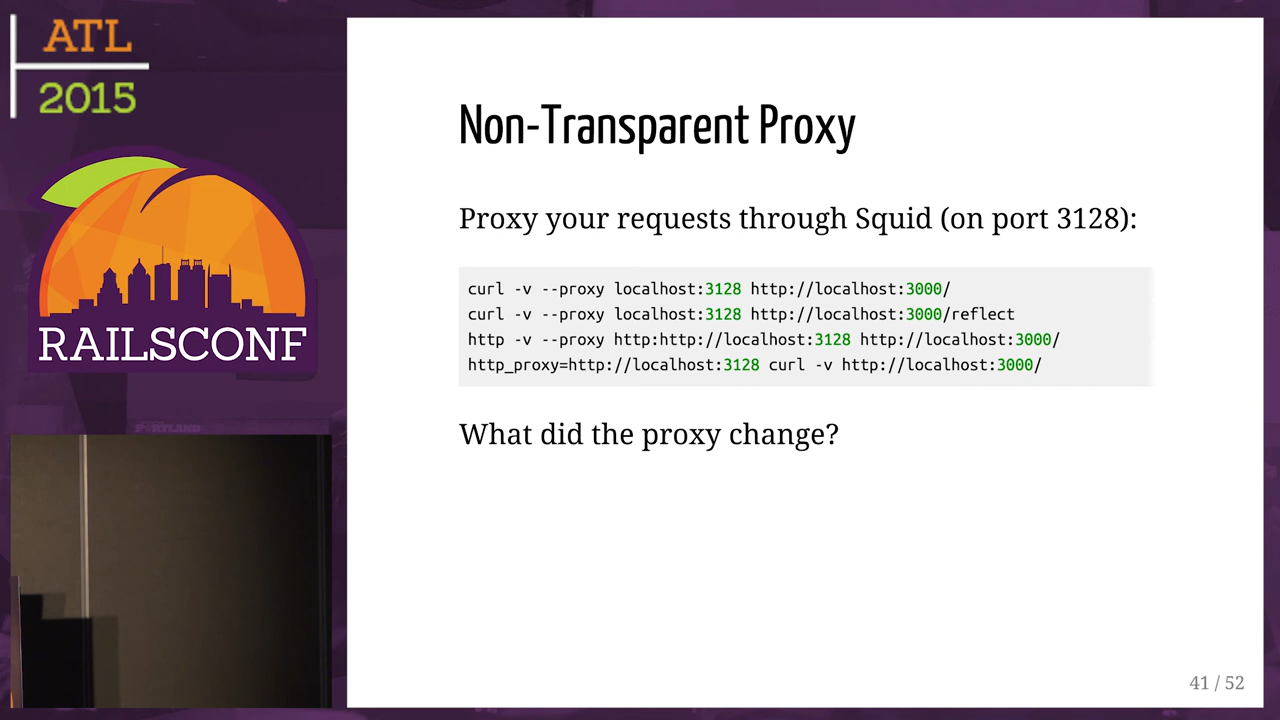 ATL
2015
RAILSCONF
Non-Transparent Proxy
Proxy your requests through Squid (on port 3128):
curl -v --proxy localhost:3128 http://localhost:3000/
curl -v --proxy localhost:3128 http://localhost:3000/reflect
http -v --proxy http:http://localhost:3128 http://localhost:3000/
http_proxy=http://localhost:3128 curl -v http://localhost:3000/
What did the proxy change?
41 / 52
PORTLAND